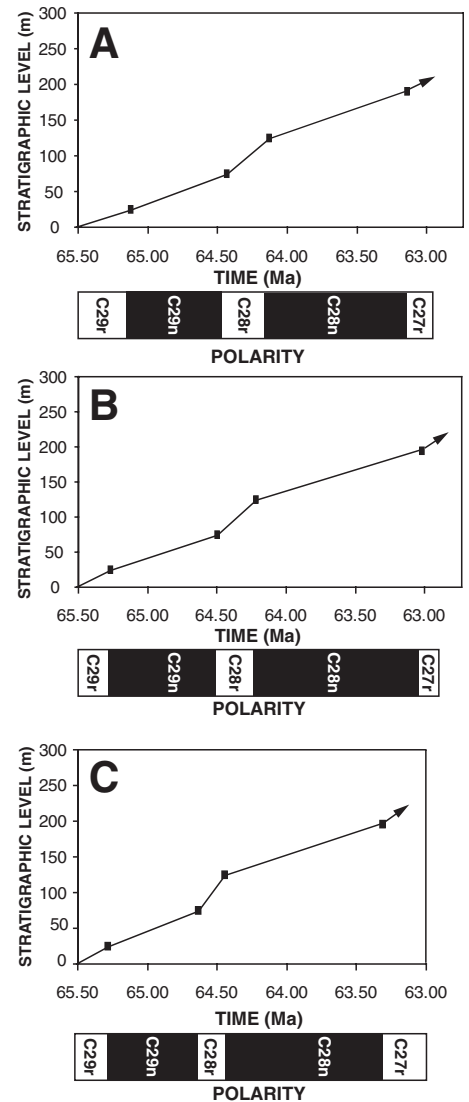 A
STRATIGRAPHIC LEVEL (m)
300
250
200
150
100
50
0
65.50 65.00 64.50 64.00 63.50 63.00
TIME (Ma)
C29r C29n C28r C28n C27r
POLARITY
B
STRATIGRAPHIC LEVEL (m)
300
250
200
150
100
50
0
65.50 65.00 64.50 64.00 63.50 63.00
TIME (Ma)
C29r C29n C28r C28n C27r
POLARITY
C
STRATIGRAPHIC LEVEL (m)
300
250
200
150
100
50
0
65.50 65.00 64.50 64.00 63.50 63.00
TIME (Ma)
C29r C29n C28r C28n C27r
POLARITY